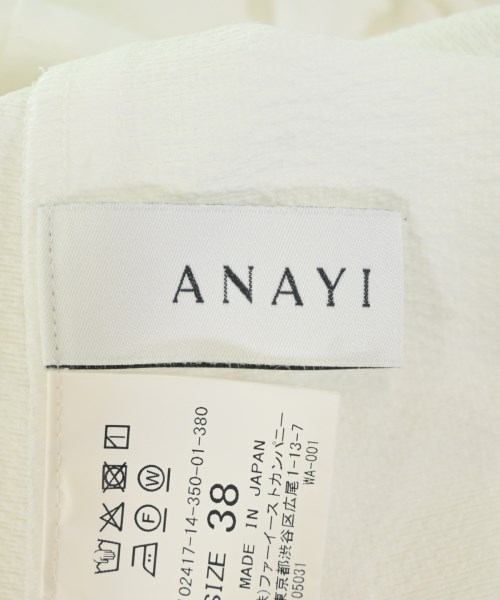 ANAYI
W
F
102417-14-350-01-380
SIZE 38
MADE IN JAPAN
(株)ファーイーストカンパニー
東京都渋谷区広尾1-13-7
WA-001
05031